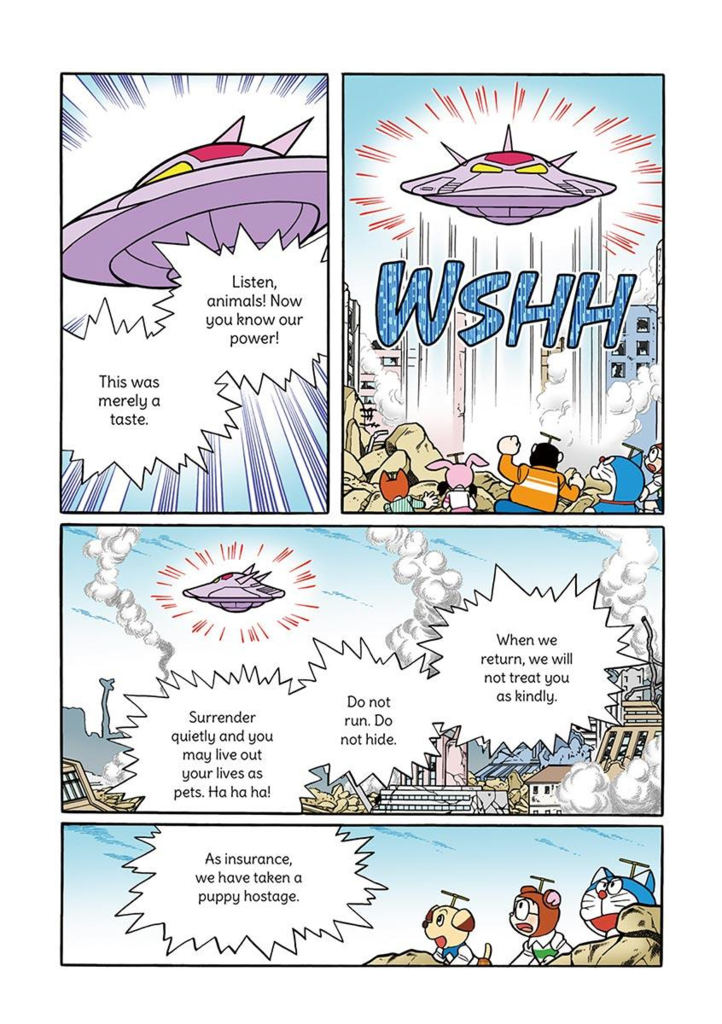 Listen,
animals! Now
you know our
power!
This was
merely a
taste.
WSHH
When we
return, we will
not treat you
as kindly.
Do not
run. Do
not hide.
Surrender
quietly and you
may live out
your lives as
pets. Ha ha ha!
As insurance,
we have taken a
puppy hostage.